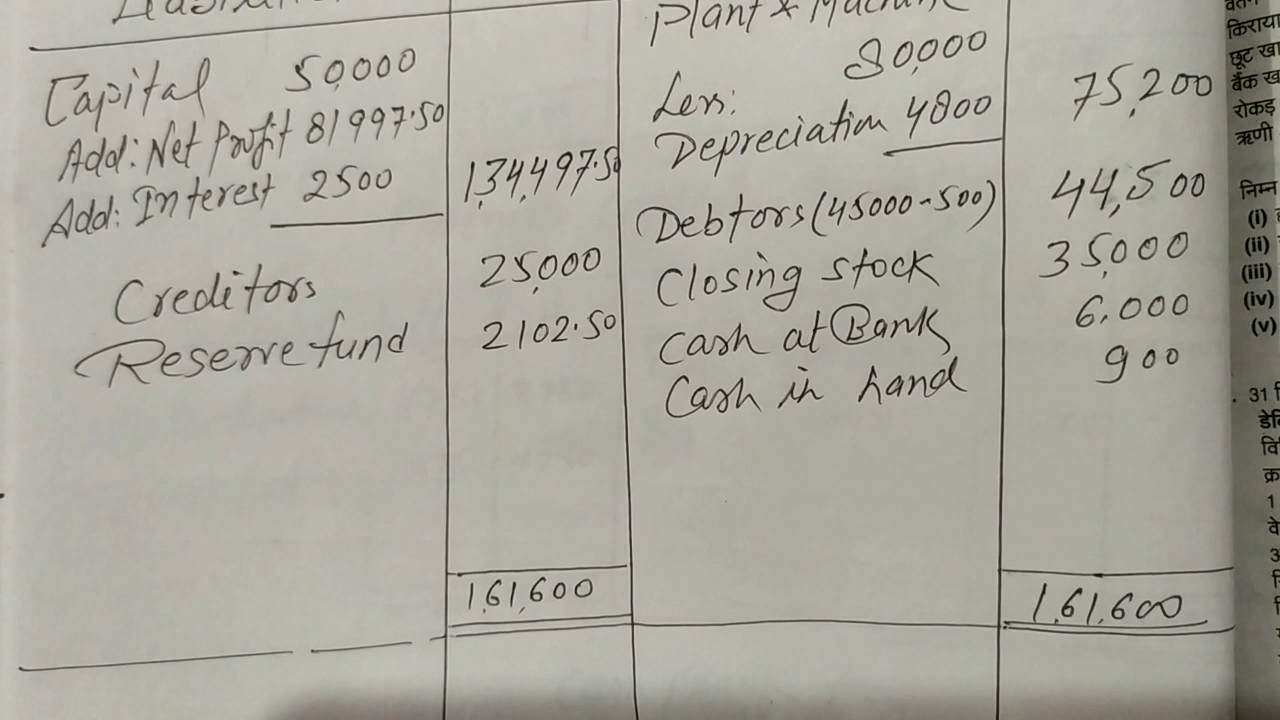 Plant & Machine
Capital 50,000
Add: Net Profit 81997.50
Add: Interest 2500
1,34,497.50
Creditors 25,000
Reserve fund 2102.50
1,61,600
80,000
Less:
Depreciation 4800
75,200
Debtors (45000-500) 44,500
Closing stock 35,000
Cash at Bank 6,000
Cash in hand 900
1,61,600
किराया
छूट खा
बैंक ख
रोकड़
ऋणी
निम्न
(i)
(ii)
(iii)
(iv)
(v)
31
डेबि
वि
क्र
1
वे